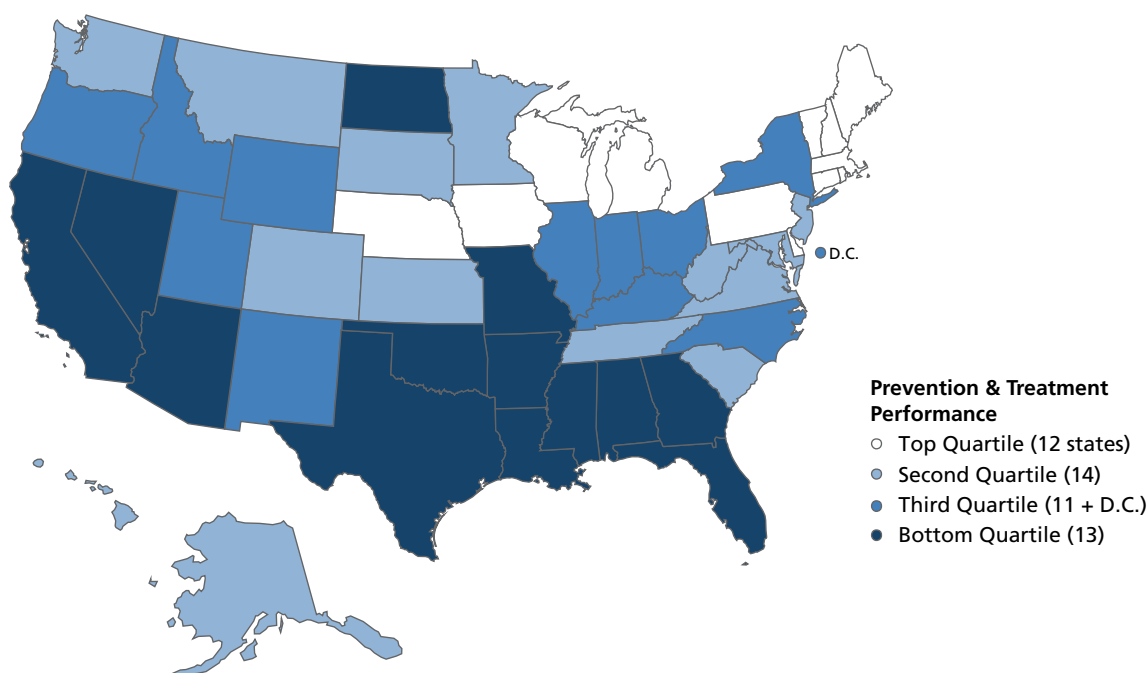 D.C.
Prevention & Treatment
Performance
Top Quartile (12 states)
Second Quartile (14)
Third Quartile (11 + D.C.)
Bottom Quartile (13)